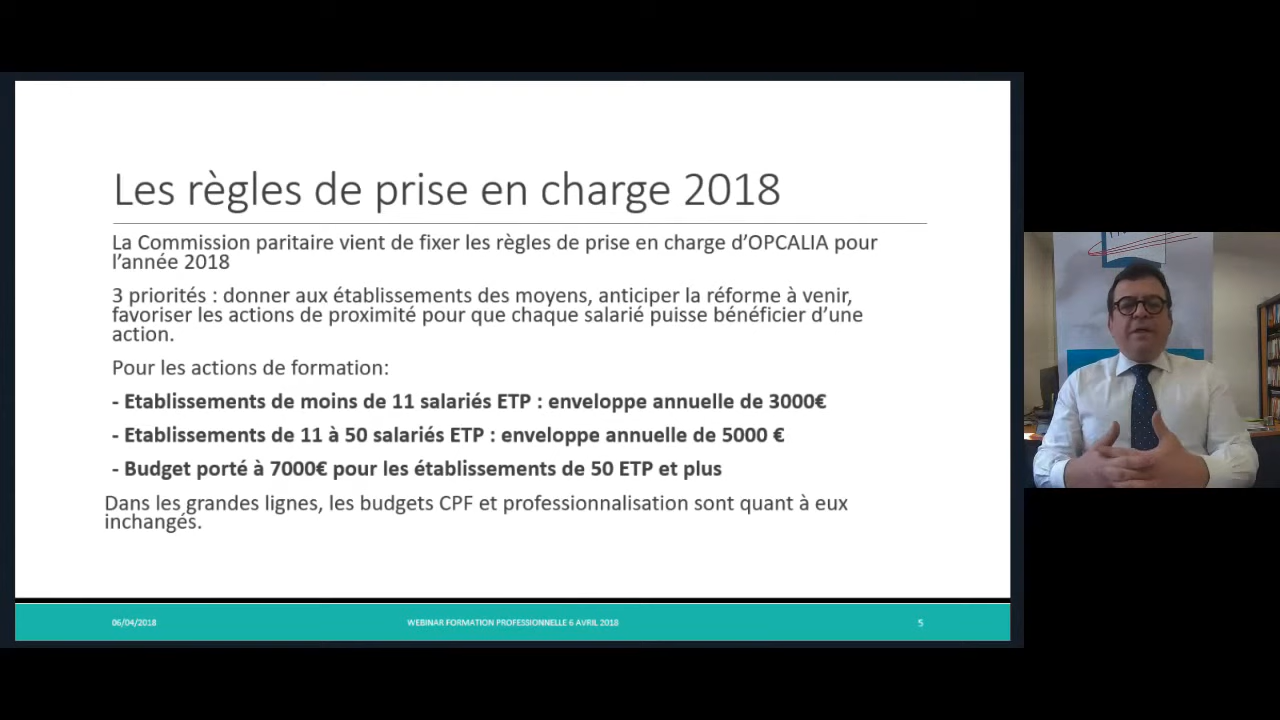 Les règles de prise en charge 2018
La Commission paritaire vient de fixer les règles de prise en charge d’OPCALIA pour
l’année 2018
3 priorités : donner aux établissements des moyens, anticiper la réforme à venir,
favoriser les actions de proximité pour que chaque salarié puisse bénéficier d’une
action.
Pour les actions de formation:
- Etablissements de moins de 11 salariés ETP : enveloppe annuelle de 3000€
- Etablissements de 11 à 50 salariés ETP : enveloppe annuelle de 5000 €
- Budget porté à 7000€ pour les établissements de 50 ETP et plus
Dans les grandes lignes, les budgets CPF et professionnalisation sont quant à eux
inchangés.
06/04/2018
WEBINAR FORMATION PROFESSIONNELLE 6 AVRIL 2018
5